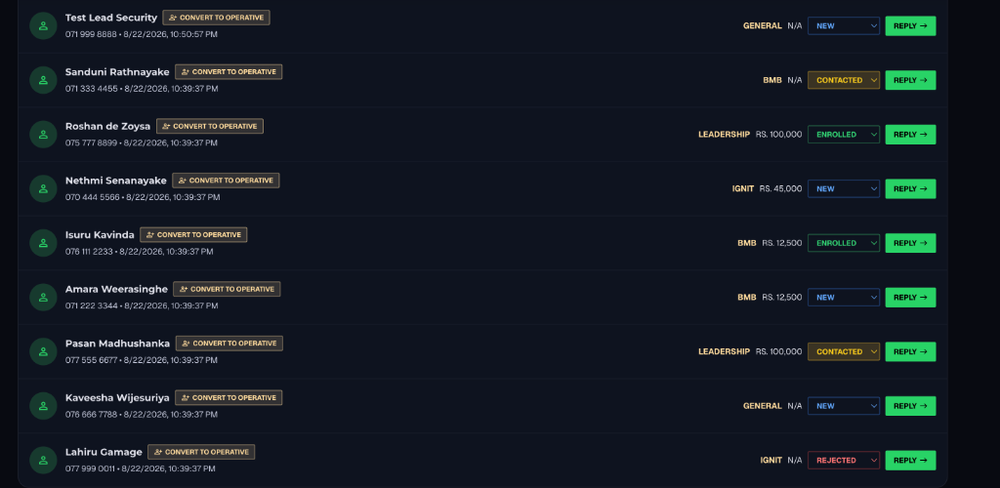 Test Lead Security CONVERT TO OPERATIVE
071 999 8888 • 8/22/2026, 10:50:57 PM
GENERAL N/A NEW REPLY →
Sanduni Rathnayake CONVERT TO OPERATIVE
071 333 4455 • 8/22/2026, 10:39:37 PM
BMB N/A CONTACTED REPLY →
Roshan de Zoysa CONVERT TO OPERATIVE
075 777 8899 • 8/22/2026, 10:39:37 PM
LEADERSHIP RS. 100,000 ENROLLED REPLY →
Nethmi Senanayake CONVERT TO OPERATIVE
070 444 5566 • 8/22/2026, 10:39:37 PM
IGNIT RS. 45,000 NEW REPLY →
Isuru Kavinda CONVERT TO OPERATIVE
076 111 2233 • 8/22/2026, 10:39:37 PM
BMB RS. 12,500 ENROLLED REPLY →
Amara Weerasinghe CONVERT TO OPERATIVE
071 222 3344 • 8/22/2026, 10:39:37 PM
BMB RS. 12,500 NEW REPLY →
Pasan Madhushanka CONVERT TO OPERATIVE
077 555 6677 • 8/22/2026, 10:39:37 PM
LEADERSHIP RS. 100,000 CONTACTED REPLY →
Kaveesha Wijesuriya CONVERT TO OPERATIVE
076 666 7788 • 8/22/2026, 10:39:37 PM
GENERAL N/A NEW REPLY →
Lahiru Gamage CONVERT TO OPERATIVE
077 999 0011 • 8/22/2026, 10:39:37 PM
IGNIT N/A REJECTED REPLY →